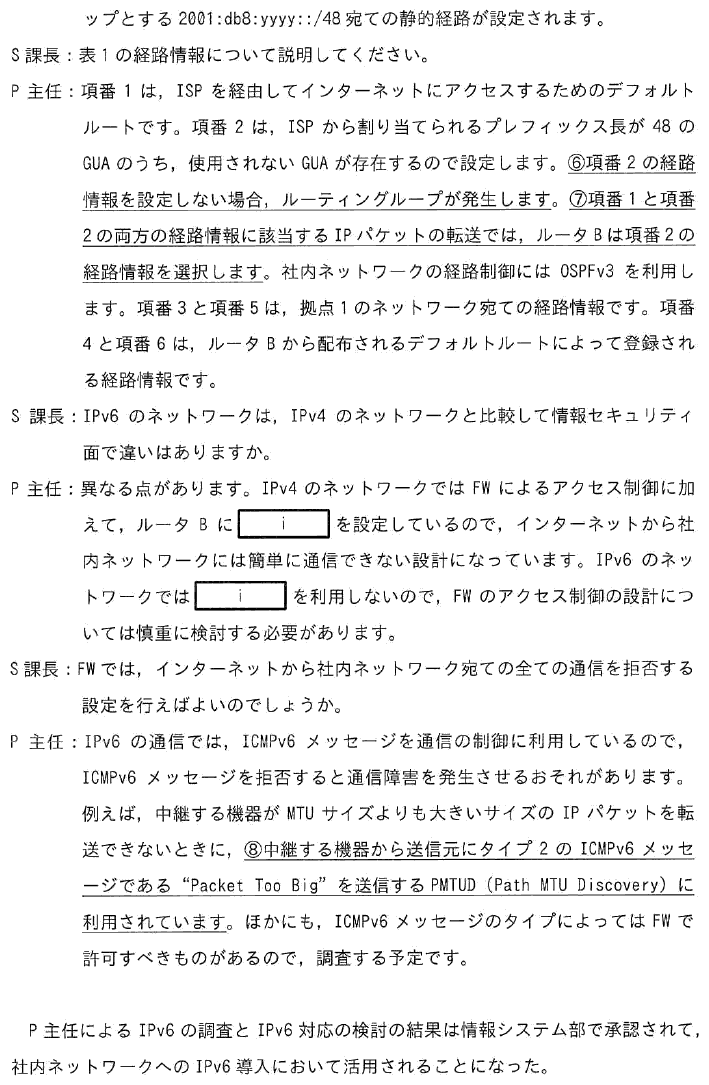 ップとする 2001:db8:yyyy::/48 宛ての静的経路が設定されます。
S 課長：表1の経路情報について説明してください。
P 主任：項番 1 は，ISP を経由してインターネットにアクセスするためのデフォルト
ルートです。項番 2 は，ISP から割り当てられるプレフィックス長が 48 の
GUA のうち，使用されない GUA が存在するので設定します。⑥項番 2 の経路
情報を設定しない場合，ルーティングループが発生します。⑦項番1と項番
2の両方の経路情報に該当する IP パケットの転送では，ルータ B は項番2の
経路情報を選択します。社内ネットワークの経路制御には OSPFv3 を利用し
ます。項番3と項番5は，拠点1のネットワーク宛ての経路情報です。項番
4と項番6は，ルータ B から配布されるデフォルトルートによって登録され
る経路情報です。
S 課長：IPv6 のネットワークは，IPv4 のネットワークと比較して情報セキュリティ
面で違いはありますか。
P 主任：異なる点があります。IPv4 のネットワークでは FW によるアクセス制御に加
えて，ルータ B に i を設定しているので，インターネットから社
内ネットワークには簡単に通信できない設計になっています。IPv6 のネッ
トワークでは i を利用しないので，FW のアクセス制御の設計につ
いては慎重に検討する必要があります。
S 課長：FW では，インターネットから社内ネットワーク宛ての全ての通信を拒否する
設定を行えばよいのでしょうか。
P 主任：IPv6 の通信では，ICMPv6 メッセージを通信の制御に利用しているので，
ICMPv6 メッセージを拒否すると通信障害を発生させるおそれがあります。
例えば，中継する機器が MTU サイズよりも大きいサイズの IP パケットを転
送できないときに，⑧中継する機器から送信元にタイプ 2 の ICMPv6 メッセ
ージである “Packet Too Big” を送信する PMTUD（Path MTU Discovery）に
利用されています。ほかにも，ICMPv6 メッセージのタイプによっては FW で
許可すべきものがあるので，調査する予定です。
P 主任による IPv6 の調査と IPv6 対応の検討の結果は情報システム部で承認されて，
社内ネットワークへの IPv6 導入において活用されることになった。